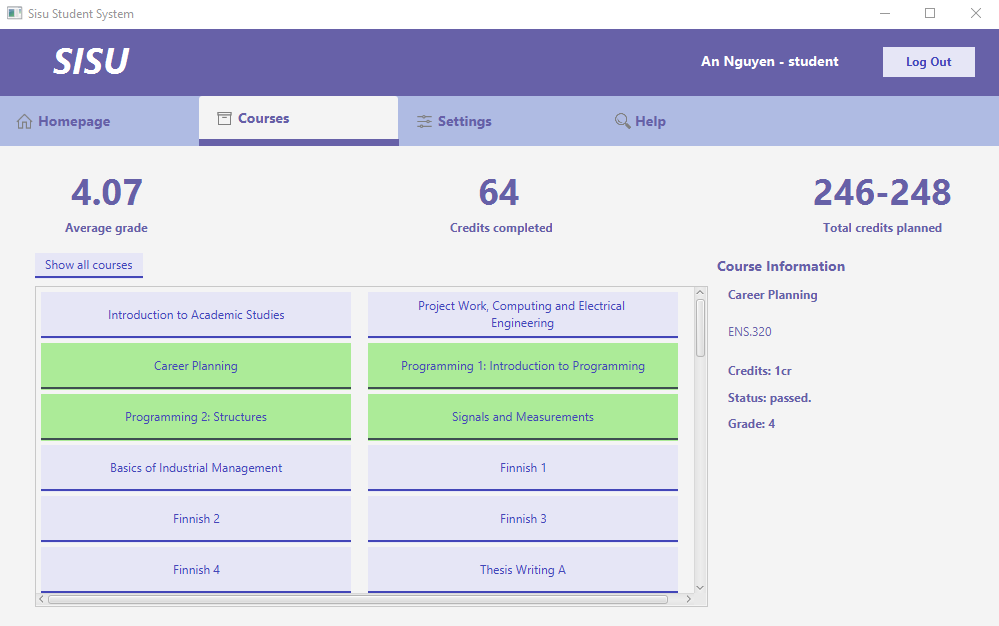 Sisu Student System
SISU
An Nguyen - student
Log Out
Homepage
Courses
Settings
Help
4.07
64
246-248
Average grade
Credits completed
Total credits planned
Show all courses
Introduction to Academic Studies
Project Work, Computing and Electrical
Engineering
Career Planning
Programming 1: Introduction to Programming
Programming 2: Structures
Signals and Measurements
Basics of Industrial Management
Finnish 1
Finnish 2
Finnish 3
Finnish 4
Thesis Writing A
Course Information
Career Planning
ENS.320
Credits: 1cr
Status: passed.
Grade: 4